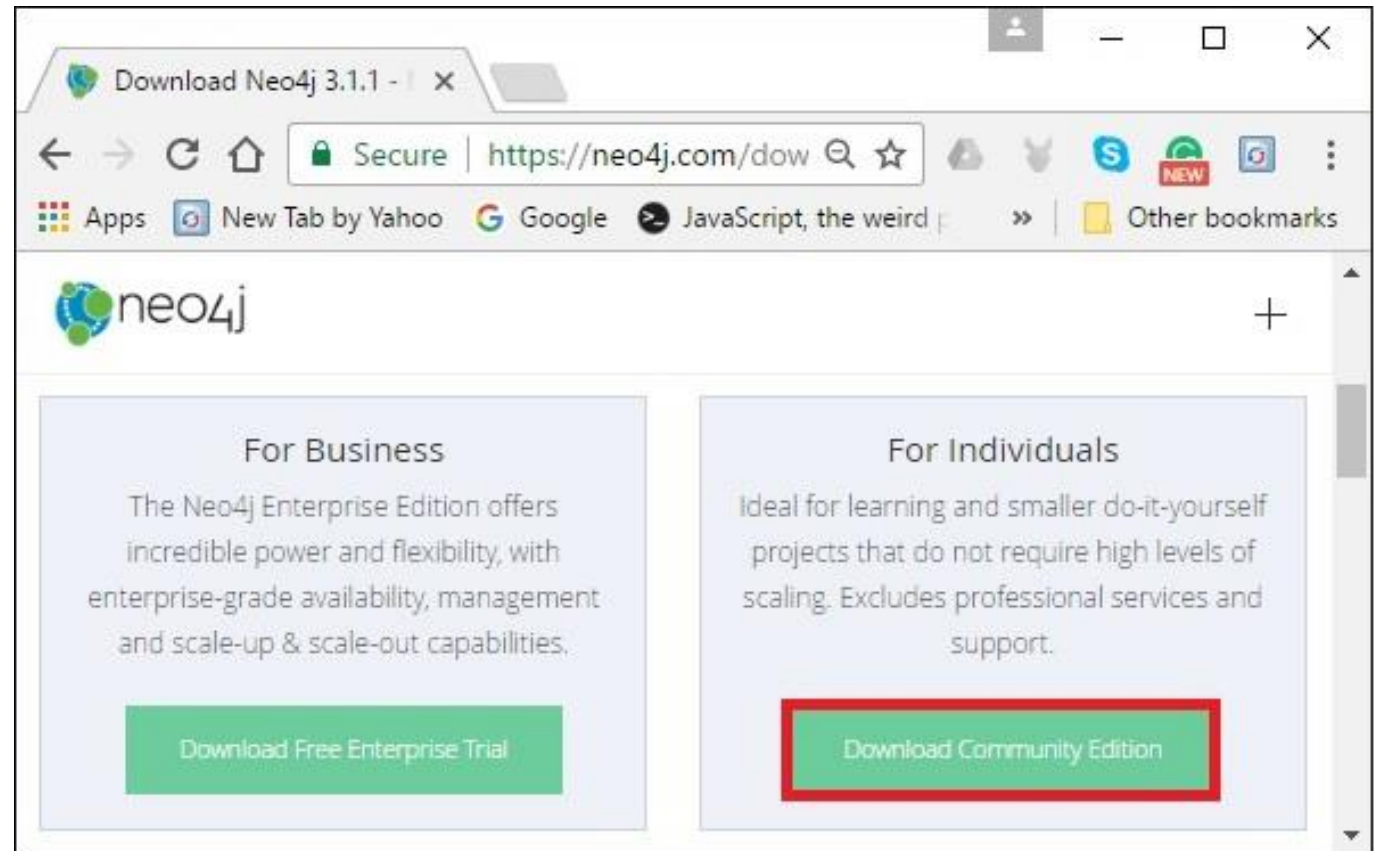 Download Neo4j 3.1.1 -
Secure | https://neo4j.com/dow
NEW
Apps New Tab by Yahoo Google JavaScript, the weird » Other bookmarks
neo4j
For Business
The Neo4j Enterprise Edition offers
incredible power and flexibility, with
enterprise-grade availability, management
and scale-up & scale-out capabilities.
Download Free Enterprise Trial
For Individuals
Ideal for learning and smaller do-it-yourself
projects that do not require high levels of
scaling. Excludes professional services and
support.
Download Community Edition